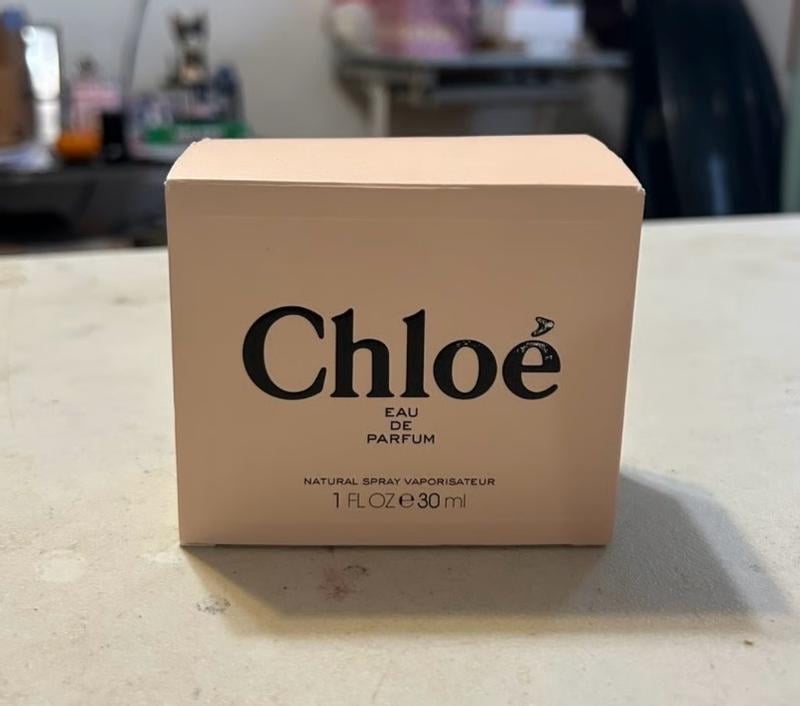 Chloé
EAU
DE
PARFUM
NATURAL SPRAY VAPORISATEUR
1 FL OZ ℮ 30 ml